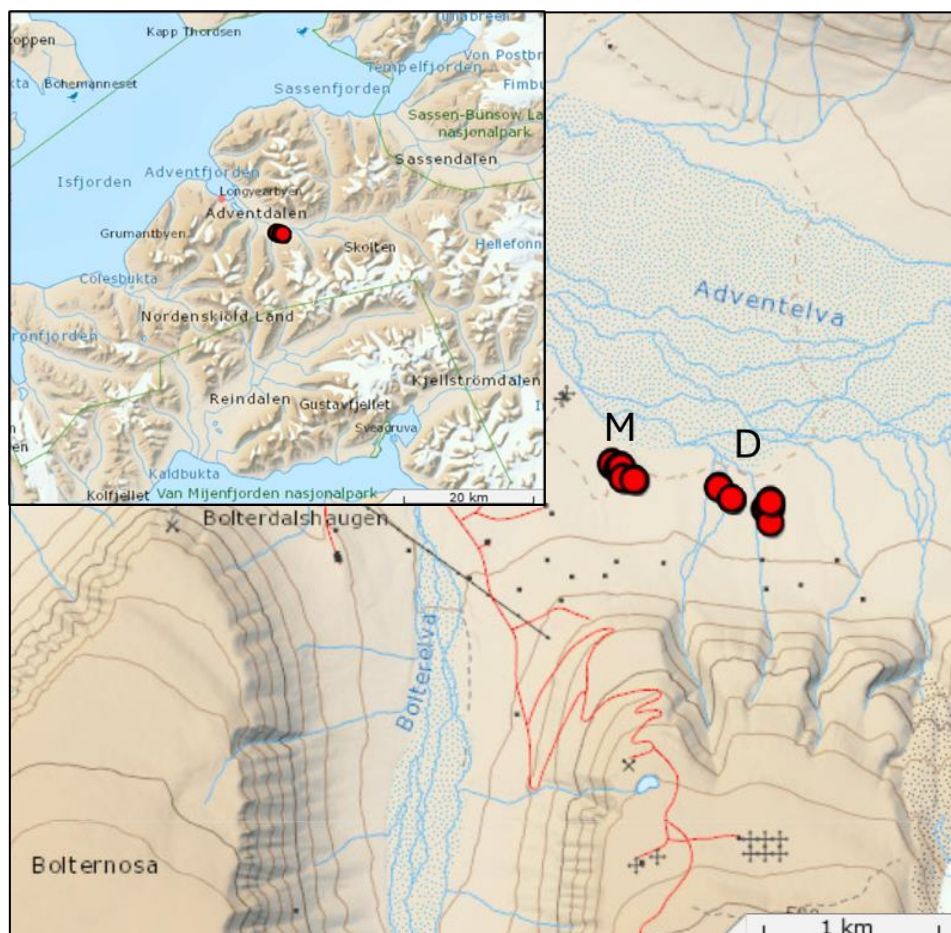 Kapp Thordsen
Tempelfjorden
Von Postbr
Fimbu
Bohemanneset
Sassenfjorden
Sassen-Bünsow La
nasjonalpark
Sassendalen
Isfjorden
Adventfjorden
Longyearbyen
Adventdalen
Grumantbyen
Skolten
Hellefonn
Colesbukta
Nordenskiöld Land
ronfjorden
Reindalen
Gustavfjellet
Kjellströmdalen
Sveagruva
Kaldbukta
Kolfjellet
Van Mijenfjorden nasjonalpark
20 km
Adventelva
M
D
Bolterdalshaugen
Bolterelva
Bolternosa
1 km